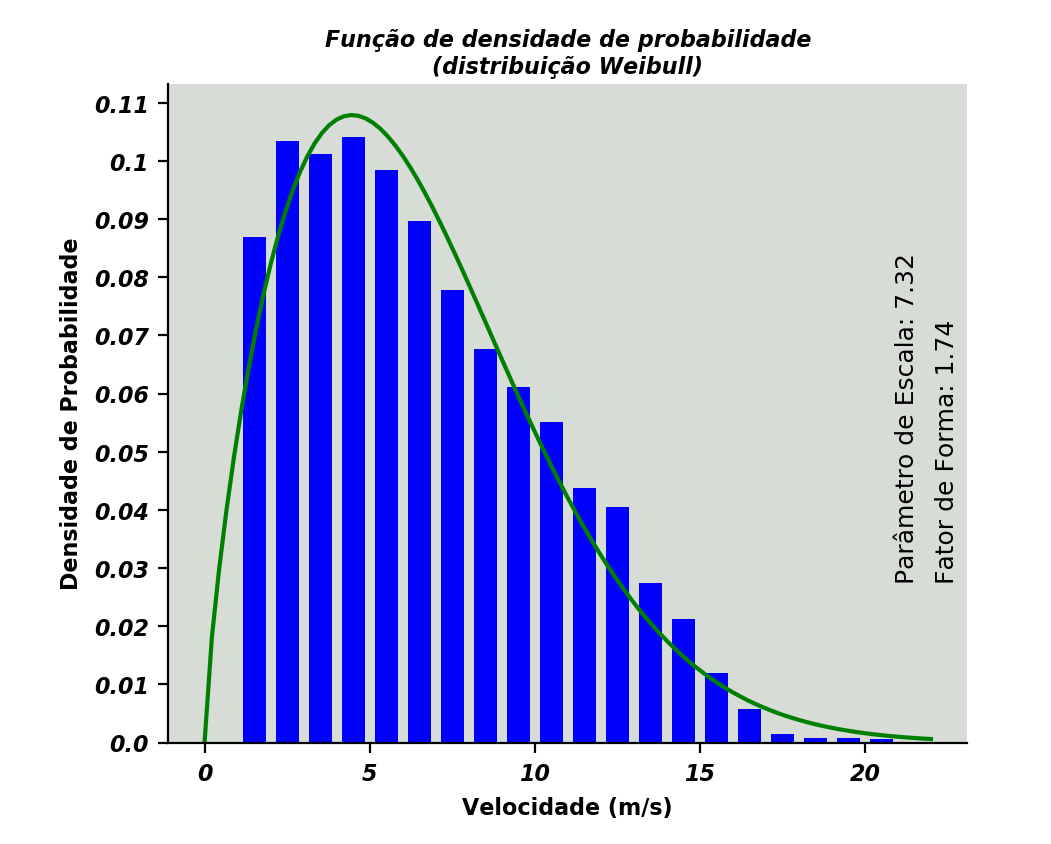 Função de densidade de probabilidade
(distribuição Weibull)
0.11
0.1
0.09
0.08
0.07
0.06
0.05
0.04
0.03
0.02
0.01
0.0
Densidade de Probabilidade
Parâmetro de Escala: 7.32
Fator de Forma: 1.74
0
5
10
15
20
Velocidade (m/s)